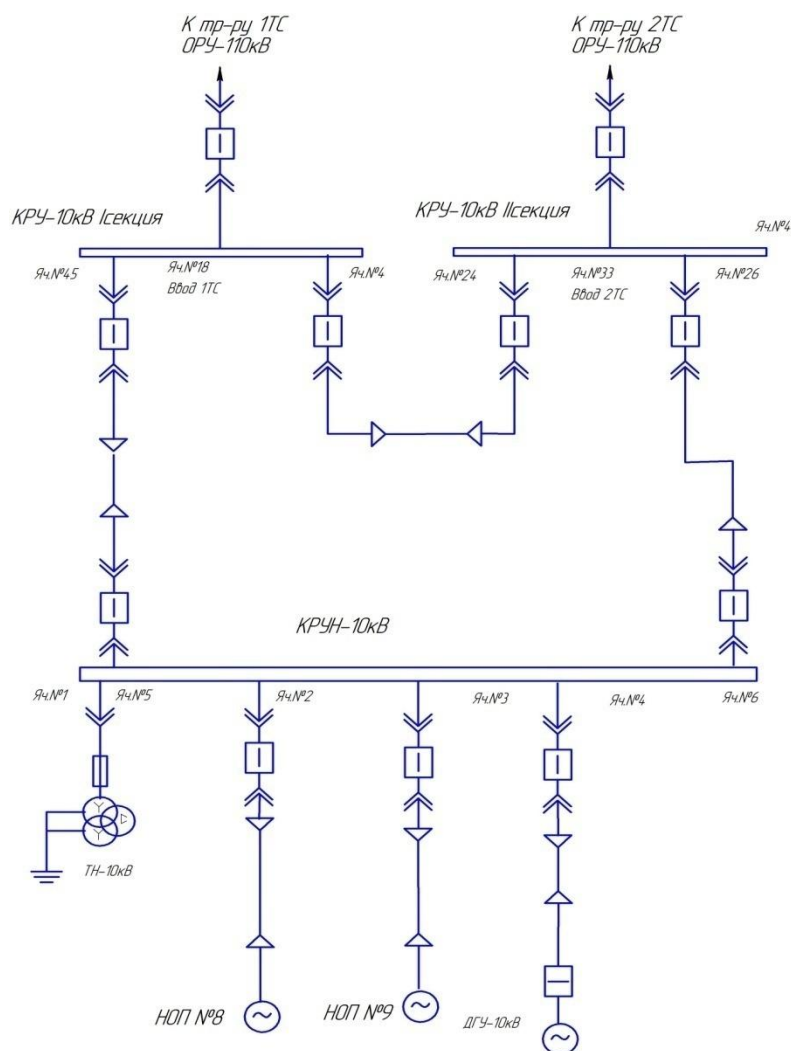 К тр-ру 1ТС
ОРУ-110кВ
К тр-ру 2ТС
ОРУ-110кВ
КРУ-10кВ Iсекция
КРУ-10кВ IIсекция
Яч.№4
Яч.№45
Яч.№18
Ввод 1ТС
Яч.№4
Яч.№24
Яч.№33
Ввод 2ТС
Яч.№26
КРУН-10кВ
Яч.№1
Яч.№5
Яч.№2
Яч.№3
Яч.№4
Яч.№6
ТН-10кВ
НОП №8
НОП №9
ДГУ-10кВ